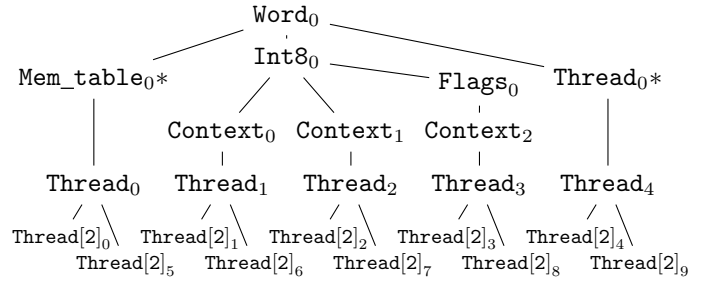 Word₀
Int8₀
Mem_table₀* Flags₀ Thread₀*
Context₀ Context₁ Context₂
Thread₀ Thread₁ Thread₂ Thread₃ Thread₄
Thread[2]₀ Thread[2]₁ Thread[2]₂ Thread[2]₃ Thread[2]₄
Thread[2]₅ Thread[2]₆ Thread[2]₇ Thread[2]₈ Thread[2]₉